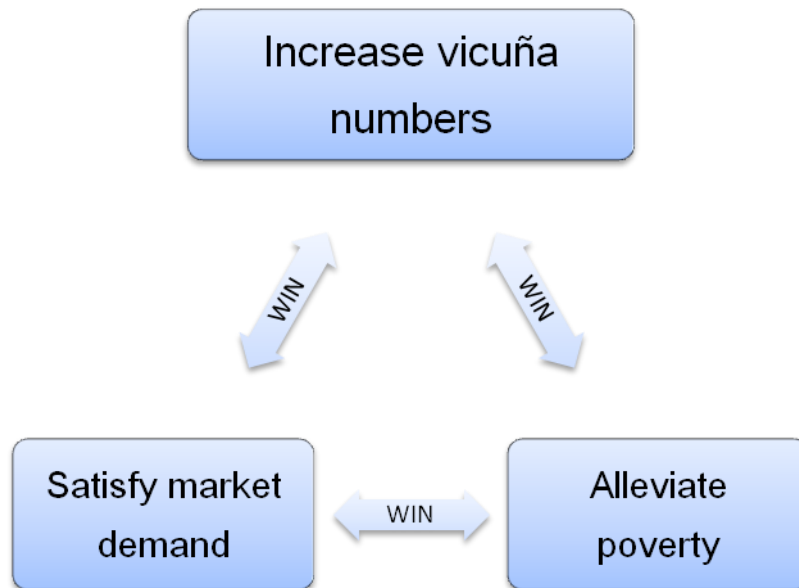 Increase vicuña
numbers
WIN
WIN
Satisfy market
demand
WIN
Alleviate
poverty